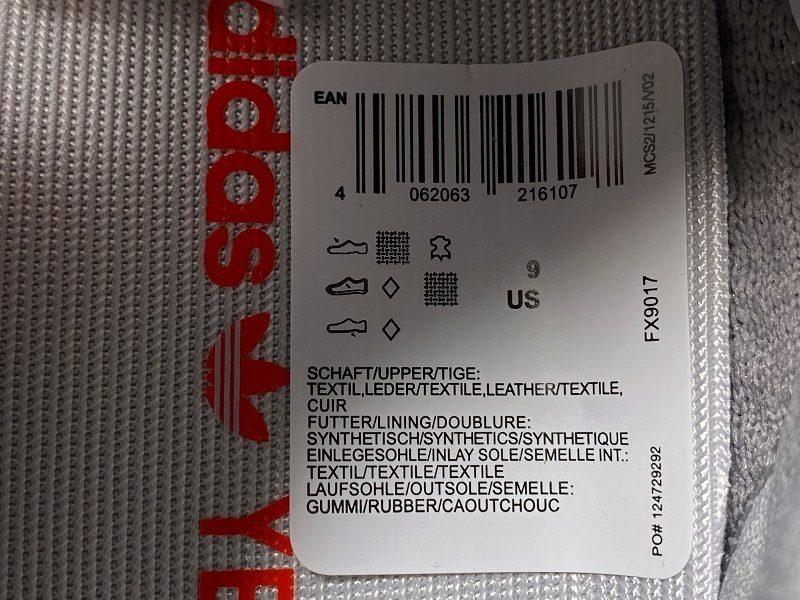 adidas
YE
EAN
4 062063 216107
MCS2/1215/V02
9
US
FX9017
SCHAFT/UPPER/TIGE:
TEXTIL,LEDER/TEXTILE,LEATHER/TEXTILE,
CUIR
FUTTER/LINING/DOUBLURE:
SYNTHETISCH/SYNTHETICS/SYNTHETIQUE
EINLEGESOHLE/INLAY SOLE/SEMELLE INT.:
TEXTIL/TEXTILE/TEXTILE
LAUFSOHLE/OUTSOLE/SEMELLE:
GUMMI/RUBBER/CAOUTCHOUC
PO# 124729292